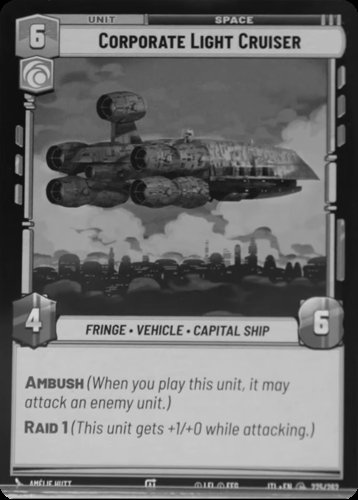 UNIT SPACE
6 CORPORATE LIGHT CRUISER
4 6
FRINGE • VEHICLE • CAPITAL SHIP
AMBUSH (When you play this unit, it may
attack an enemy unit.)
RAID 1 (This unit gets +1/+0 while attacking.)
AMÉLIE HUTT